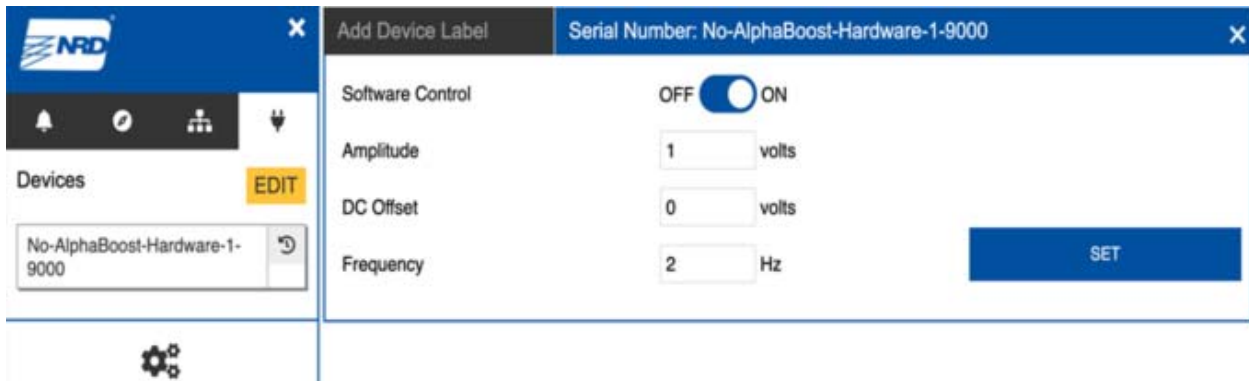 NRD
Devices
EDIT
No-AlphaBoost-Hardware-1-
9000
Add Device Label
Serial Number: No-AlphaBoost-Hardware-1-9000
Software Control
OFF ON
Amplitude
1 volts
DC Offset
0 volts
Frequency
2 Hz
SET